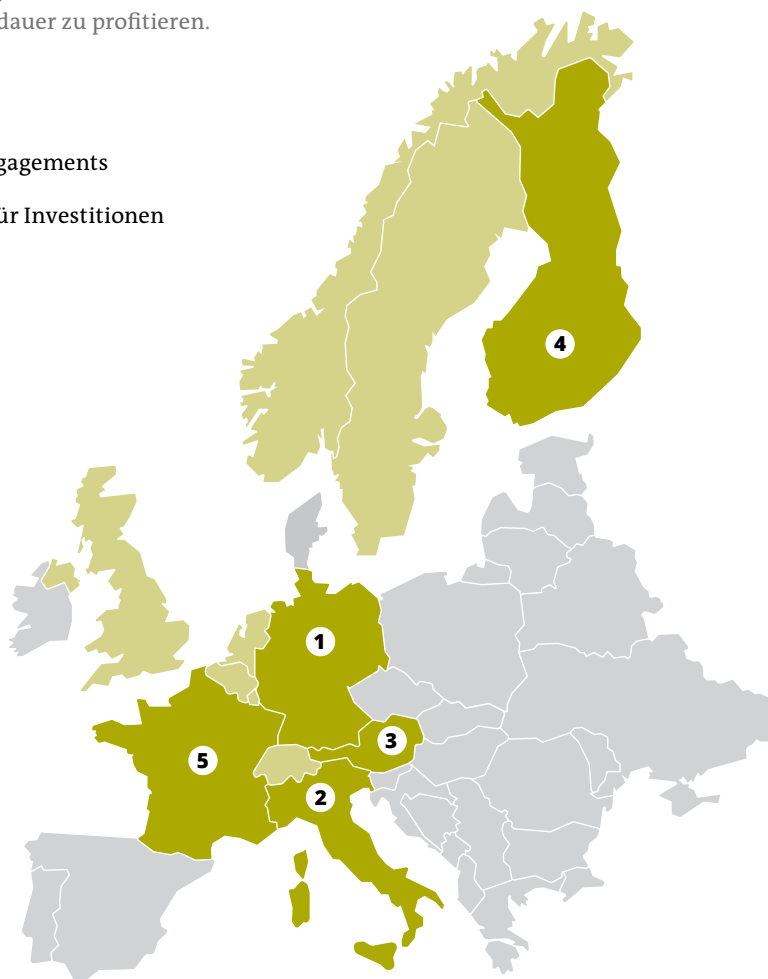 dauer zu profitieren.
gagements
ür Investitionen
4
1
3
5
2